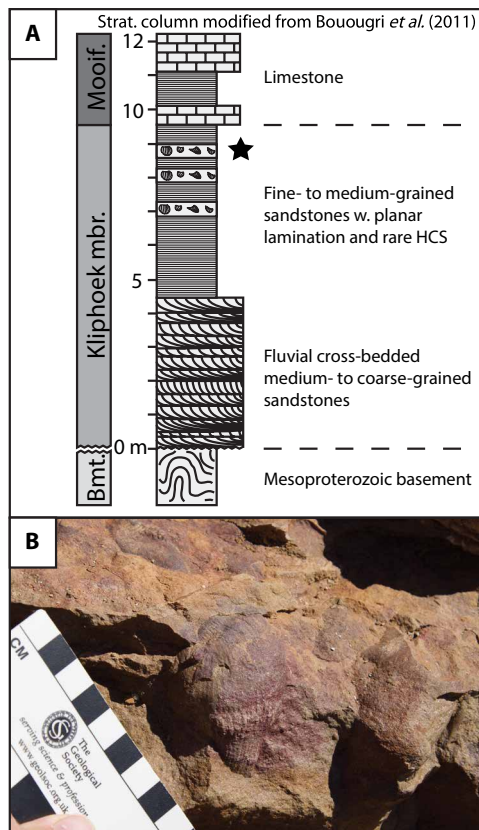 A
Strat. column modified from Bouougri et al. (2011)
12
Mooif.
Limestone
10
Kliphoek mbr.
Fine- to medium-grained
sandstones w. planar
lamination and rare HCS
5
Fluvial cross-bedded
medium- to coarse-grained
sandstones
0 m
Bmt.
Mesoproterozoic basement
B
CM
The
Geological
Society
serving science & profession
www.geolsoc.org.uk